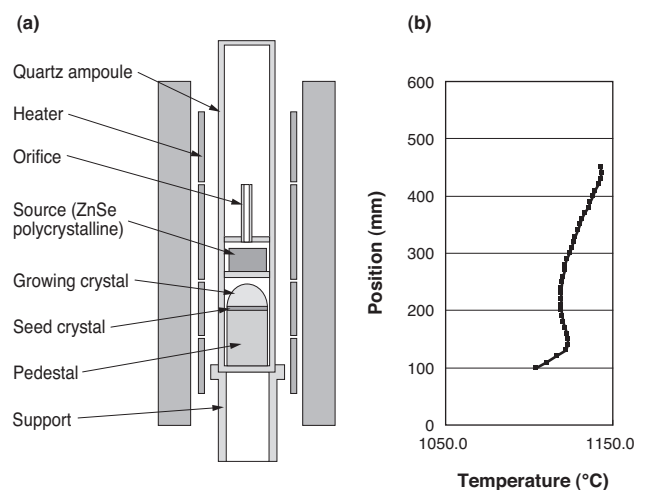 (a)
Quartz ampoule
Heater
Orifice
Source (ZnSe
polycrystalline)
Growing crystal
Seed crystal
Pedestal
Support
(b)
600
500
400
300
200
100
0
Position (mm)
1050.0
1150.0
Temperature (°C)